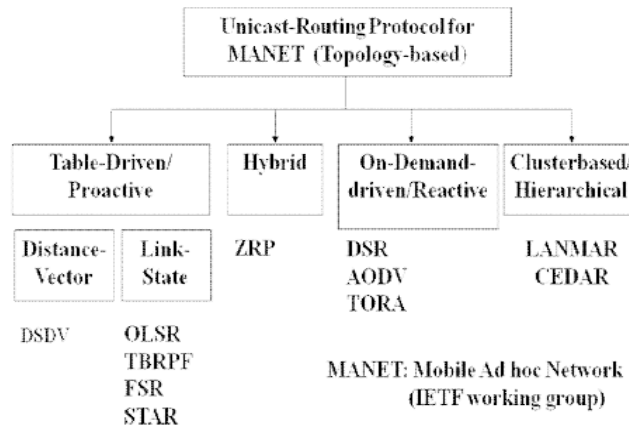 Unicast-Routing Protocol for
MANET (Topology-based)
Table-Driven/
Proactive
Hybrid
On-Demand-
driven/Reactive
Clusterbased/
Hierarchical
Distance-
Vector
Link-
State
ZRP
DSR
AODV
TORA
LANMAR
CEDAR
DSDV
OLSR
TBRPF
FSR
STAR
MANET: Mobile Ad hoc Network
(IETF working group)